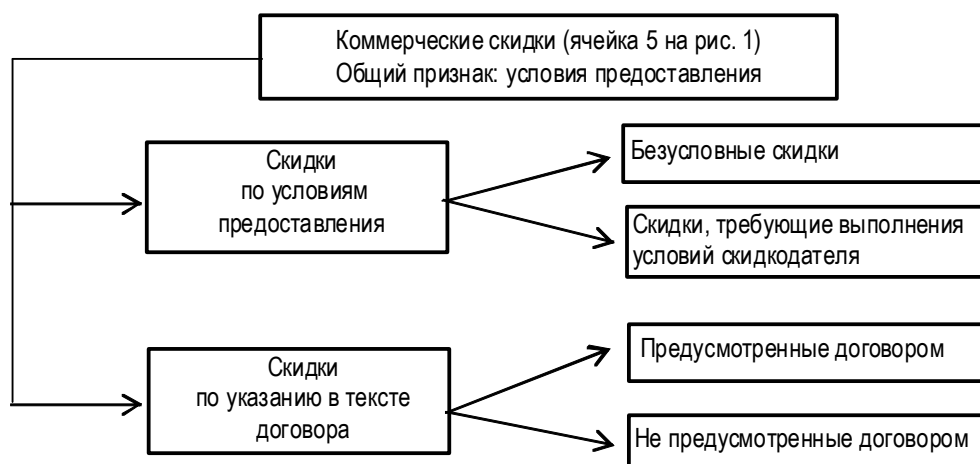 Коммерческие скидки (ячейка 5 на рис. 1)
Общий признак: условия предоставления
Скидки
по условиям
предоставления
Безусловные скидки
Скидки, требующие выполнения
условий скидкодателя
Скидки
по указанию в тексте
договора
Предусмотренные договором
Не предусмотренные договором